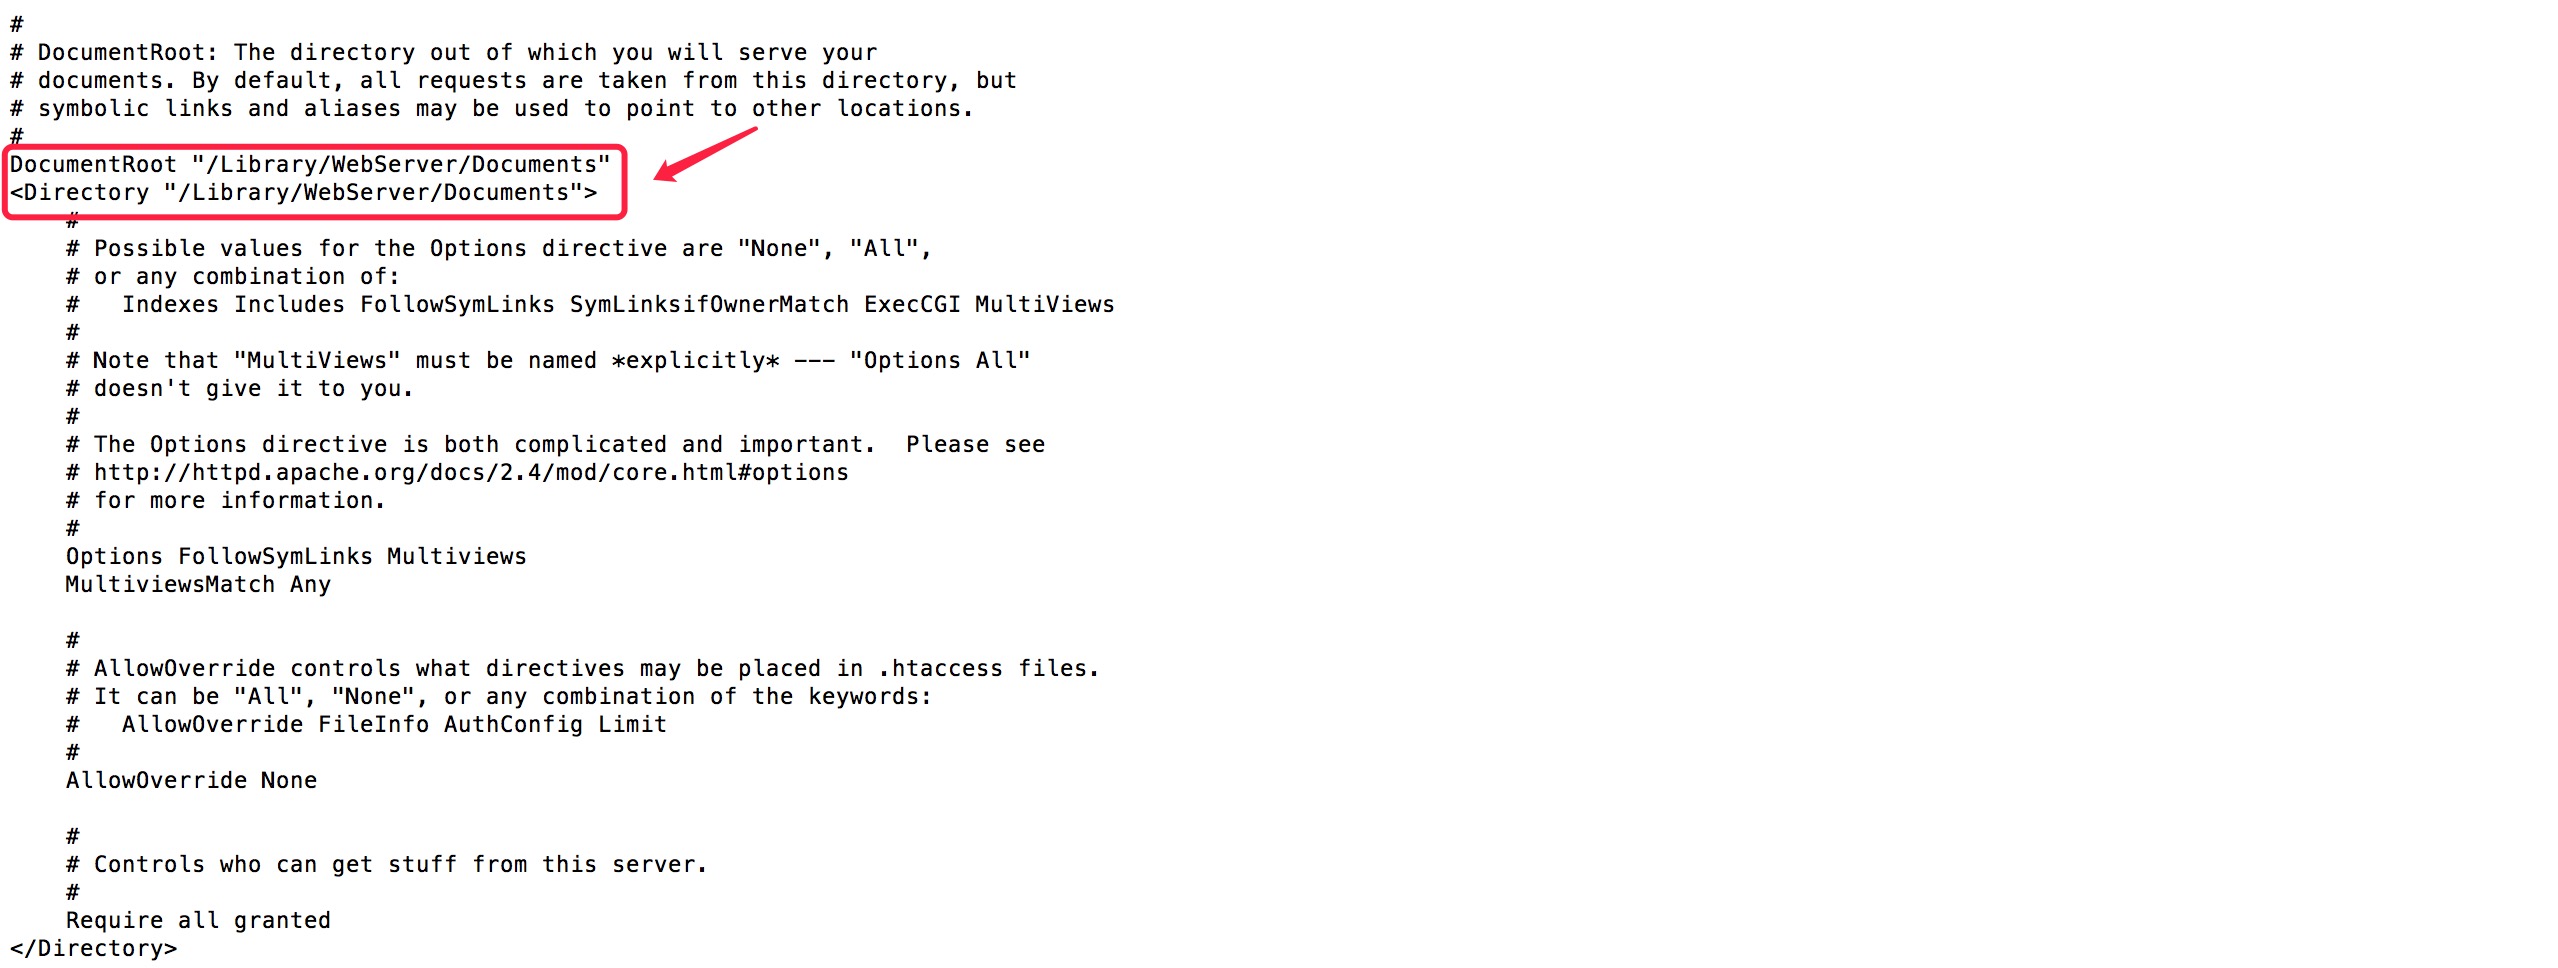 #
# DocumentRoot: The directory out of which you will serve your
# documents. By default, all requests are taken from this directory, but
# symbolic links and aliases may be used to point to other locations.
#
DocumentRoot "/Library/WebServer/Documents"
<Directory "/Library/WebServer/Documents">
    #
    # Possible values for the Options directive are "None", "All",
    # or any combination of:
    #   Indexes Includes FollowSymLinks SymLinksifOwnerMatch ExecCGI MultiViews
    #
    # Note that "MultiViews" must be named *explicitly* --- "Options All"
    # doesn't give it to you.
    #
    # The Options directive is both complicated and important.  Please see
    # http://httpd.apache.org/docs/2.4/mod/core.html#options
    # for more information.
    #
    Options FollowSymLinks Multiviews
    MultiviewsMatch Any

    #
    # AllowOverride controls what directives may be placed in .htaccess files.
    # It can be "All", "None", or any combination of the keywords:
    #   AllowOverride FileInfo AuthConfig Limit
    #
    AllowOverride None

    #
    # Controls who can get stuff from this server.
    #
    Require all granted
</Directory>